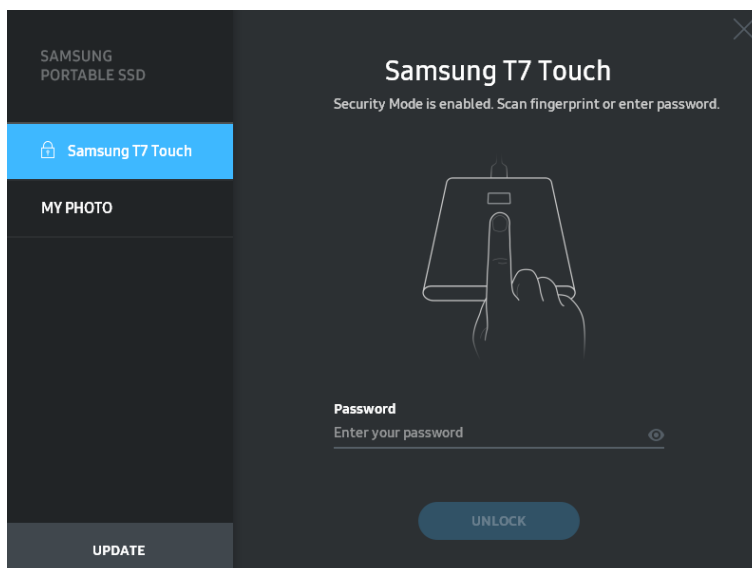 SAMSUNG
PORTABLE SSD
Samsung T7 Touch
MY PHOTO
UPDATE
Samsung T7 Touch
Security Mode is enabled. Scan fingerprint or enter password.
Password
Enter your password
UNLOCK